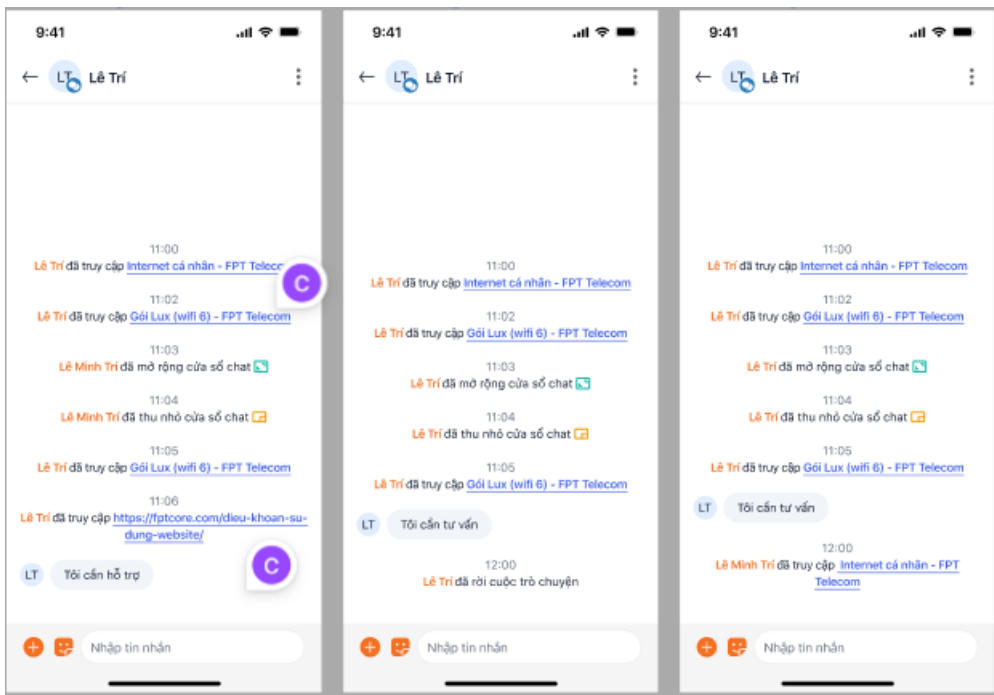 9:41
LT Lê Trí
11:00
Lê Trí đã truy cập Internet cá nhân - FPT Telec
C
11:02
Lê Trí đã truy cập Gói Lux (wifi 6) - FPT Telecom
11:03
Lê Minh Trí đã mở rộng cửa sổ chat
11:04
Lê Minh Trí đã thu nhỏ cửa sổ chat
11:05
Lê Trí đã truy cập Gói Lux (wifi 6) - FPT Telecom
11:06
Lê Trí đã truy cập https://fptcore.com/dieu-khoan-su-
dung-website/
C
LT Tôi cần hỗ trợ
Nhập tin nhắn
9:41
LT Lê Trí
11:00
Lê Trí đã truy cập Internet cá nhân - FPT Telecom
11:02
Lê Trí đã truy cập Gói Lux (wifi 6) - FPT Telecom
11:03
Lê Trí đã mở rộng cửa sổ chat
11:04
Lê Trí đã thu nhỏ cửa sổ chat
11:05
Lê Trí đã truy cập Gói Lux (wifi 6) - FPT Telecom
LT Tôi cần tư vấn
12:00
Lê Trí đã rời cuộc trò chuyện
Nhập tin nhắn
9:41
LT Lê Trí
11:00
Lê Trí đã truy cập Internet cá nhân - FPT Telecom
11:02
Lê Trí đã truy cập Gói Lux (wifi 6) - FPT Telecom
11:03
Lê Trí đã mở rộng cửa sổ chat
11:04
Lê Trí đã thu nhỏ cửa sổ chat
11:05
Lê Trí đã truy cập Gói Lux (wifi 6) - FPT Telecom
LT Tôi cần tư vấn
12:00
Lê Minh Trí đã truy cập Internet cá nhân - FPT
Telecom
Nhập tin nhắn